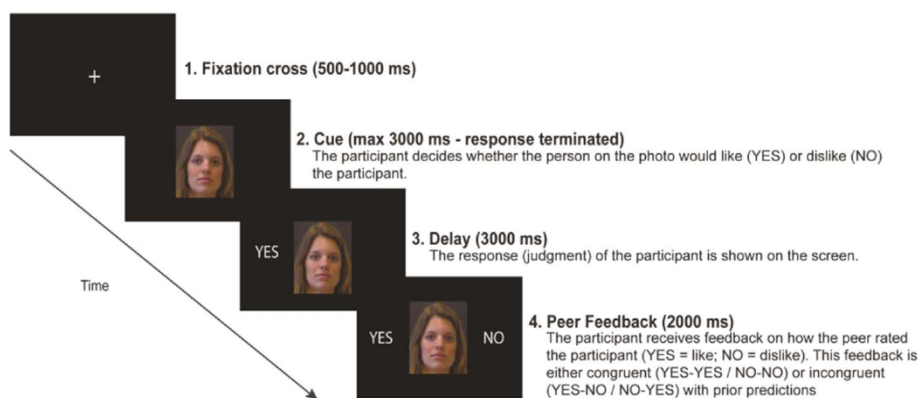 +
1. Fixation cross (500-1000 ms)
2. Cue (max 3000 ms - response terminated)
The participant decides whether the person on the photo would like (YES) or dislike (NO)
the participant.
YES
3. Delay (3000 ms)
The response (judgment) of the participant is shown on the screen.
Time
YES
NO
4. Peer Feedback (2000 ms)
The participant receives feedback on how the peer rated
the participant (YES = like; NO = dislike). This feedback is
either congruent (YES-YES / NO-NO) or incongruent
(YES-NO / NO-YES) with prior predictions